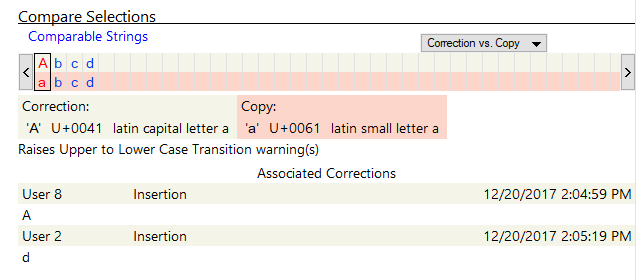 Compare Selections
Comparable Strings
Correction vs. Copy
< A b c d >
a b c d
Correction: Copy:
'A' U+0041 latin capital letter a 'a' U+0061 latin small letter a
Raises Upper to Lower Case Transition warning(s)
Associated Corrections
User 8 Insertion 12/20/2017 2:04:59 PM
A
User 2 Insertion 12/20/2017 2:05:19 PM
d